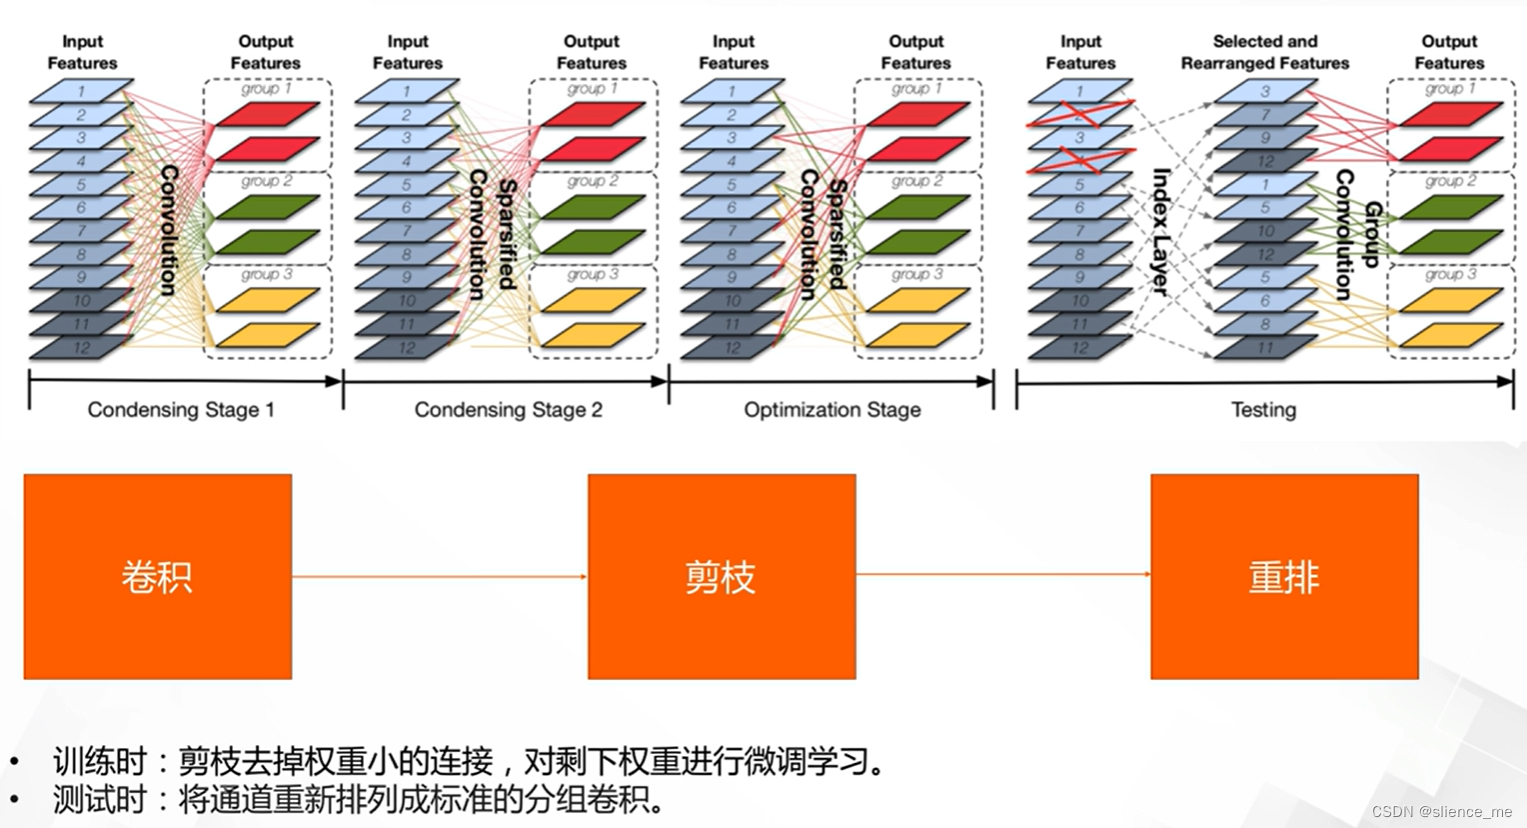 Input Features
Output Features
1
2
3
4
5
6
7
8
9
10
11
12
Convolution
group 1
group 2
group 3
Condensing Stage 1
Input Features
Output Features
1
2
3
4
5
6
7
8
9
10
11
12
Sparsified Convolution
group 1
group 2
group 3
Condensing Stage 2
Input Features
Output Features
1
2
3
4
5
6
7
8
9
10
11
12
Sparsified Convolution
group 1
group 2
group 3
Optimization Stage
Input Features
Selected and Rearranged Features
Output Features
1
3
5
6
7
8
9
10
11
12
Index Layer
3
7
9
12
1
5
10
12
5
6
8
11
Group Convolution
group 1
group 2
group 3
Testing
卷积
剪枝
重排
• 训练时：剪枝去掉权重小的连接，对剩下权重进行微调学习。
• 测试时：将通道重新排列成标准的分组卷积。
CSDN @slience_me